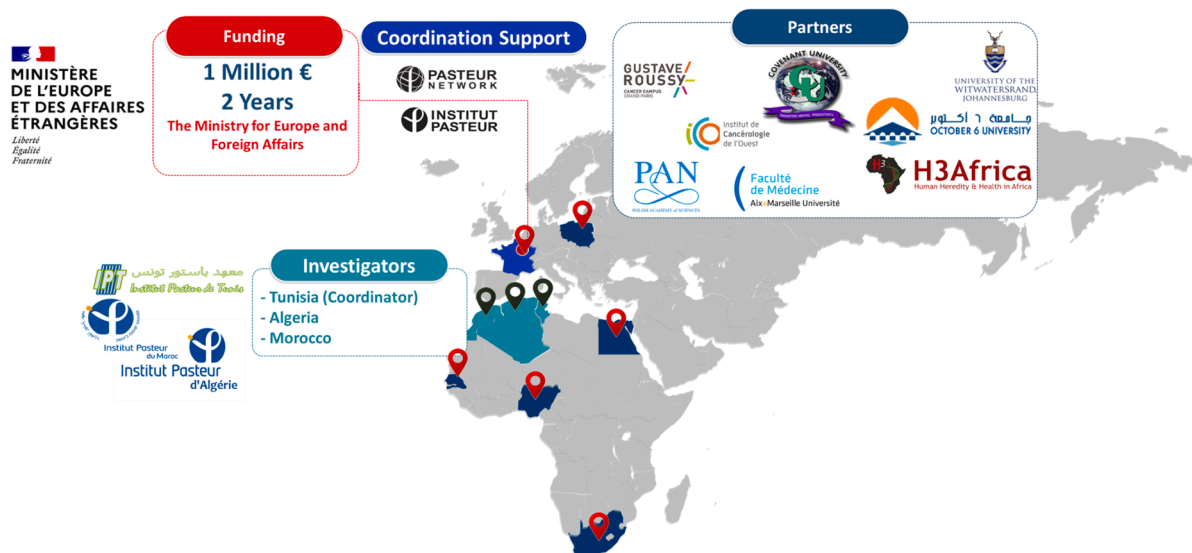 MINISTÈRE
DE L'EUROPE
ET DES AFFAIRES
ÉTRANGÈRES
Liberté
Égalité
Fraternité
Funding
1 Million €
2 Years
The Ministry for Europe and
Foreign Affairs
Coordination Support
PASTEUR
NETWORK
INSTITUT
PASTEUR
Partners
GUSTAVE
ROUSSY
CANCER CAMPUS
GRAND PARIS
COVENANT UNIVERSITY
UNIVERSITY OF THE
WITWATERSRAND,
JOHANNESBURG
Institut de
Cancérologie
de l'Ouest
جامعة ٦ أكتوبر
OCTOBER 6 UNIVERSITY
PAN
POLISH ACADEMY OF SCIENCES
Faculté
de Médecine
Aix Marseille Université
H3
H3Africa
Human Heredity & Health in Africa
Investigators
- Tunisia (Coordinator)
- Algeria
- Morocco
IPT
معهد باستور تونس
Institut Pasteur de Tunis
Institut Pasteur
du Maroc
Institut Pasteur
d'Algérie